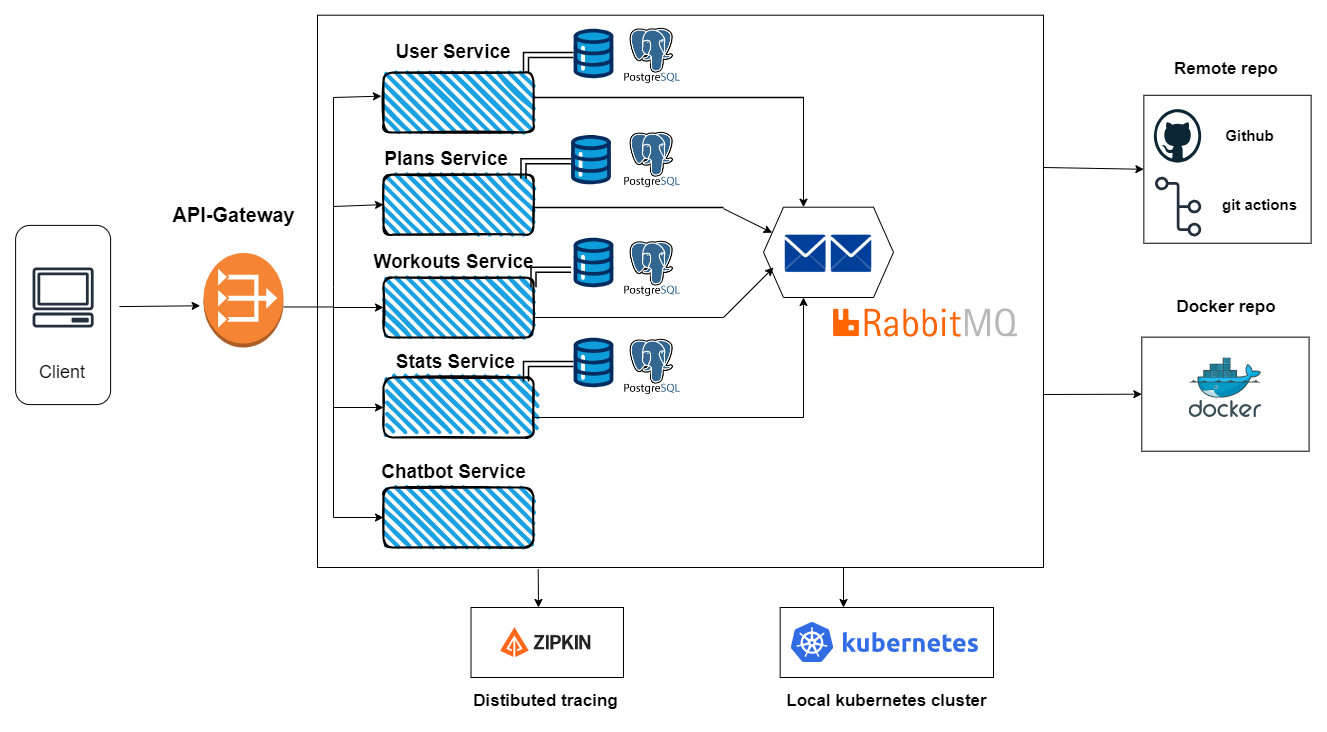 User Service
PostgreSQL
Remote repo
Github
git actions
Plans Service
PostgreSQL
API-Gateway
Workouts Service
PostgreSQL
Client
RabbitMQ
Docker repo
docker
Stats Service
PostgreSQL
Chatbot Service
ZIPKIN
Distibuted tracing
kubernetes
Local kubernetes cluster